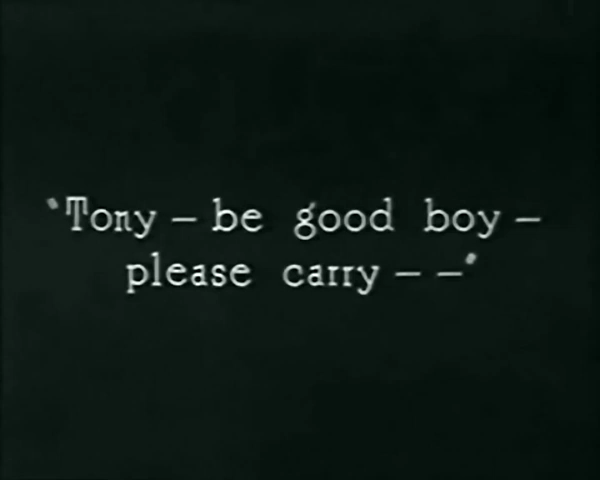 ‛Tony – be good boy –
please carry – –’